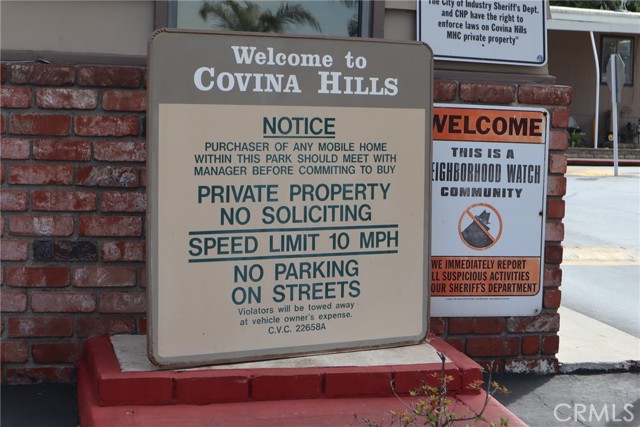 Welcome to
COVINA HILLS
NOTICE
PURCHASER OF ANY MOBILE HOME
WITHIN THIS PARK SHOULD MEET WITH
MANAGER BEFORE COMMITING TO BUY
PRIVATE PROPERTY
NO SOLICITING
SPEED LIMIT 10 MPH
NO PARKING
ON STREETS
Violators will be towed away
at vehicle owner's expense.
C.V.C. 22658A
"The City of Industry Sheriff's Dept.
and CHP have the right to
enforce laws on Covina Hills
MHC private property"
WELCOME
THIS IS A
EIGHBORHOOD WATCH
COMMUNITY
WE IMMEDIATELY REPORT
LL SUSPICIOUS ACTIVITIES
OUR SHERIFF'S DEPARTMENT
CRMLS